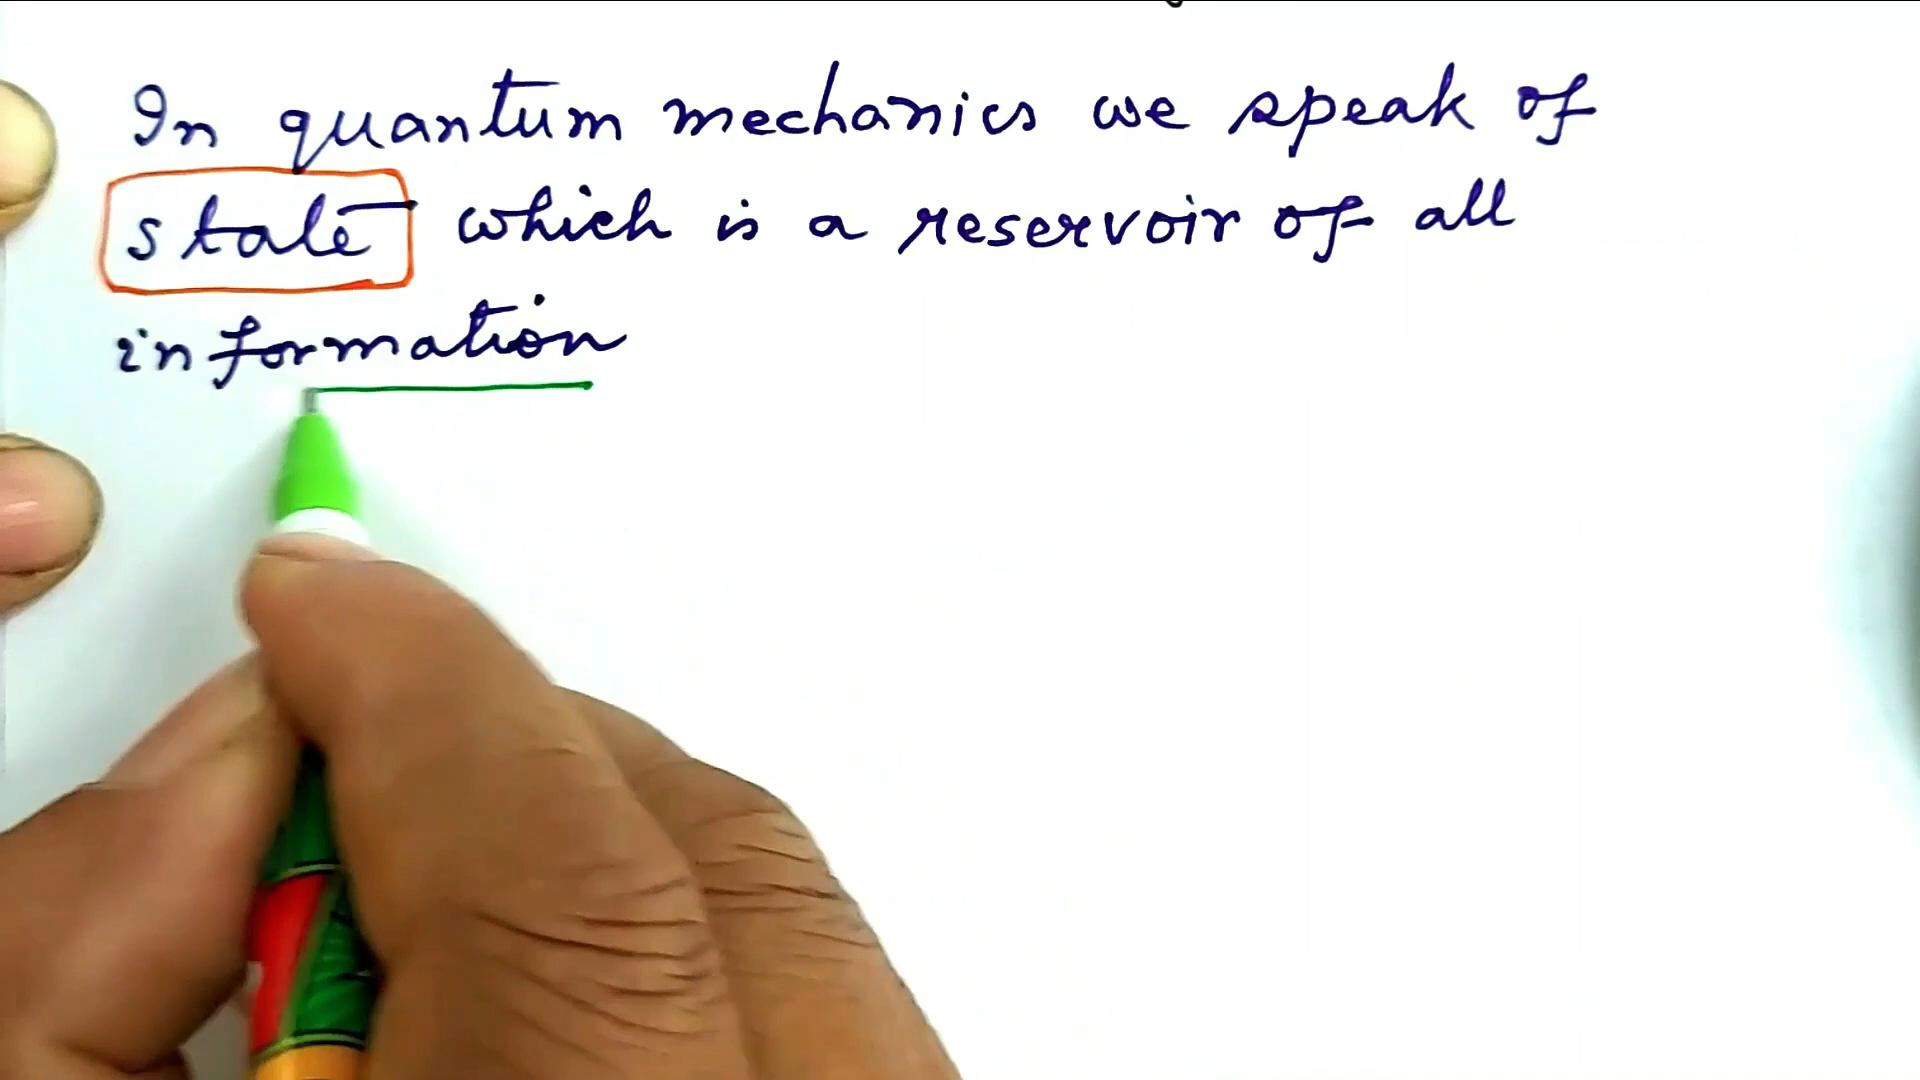 In quantum mechanics we speak of
state which is a reservoir of all
information